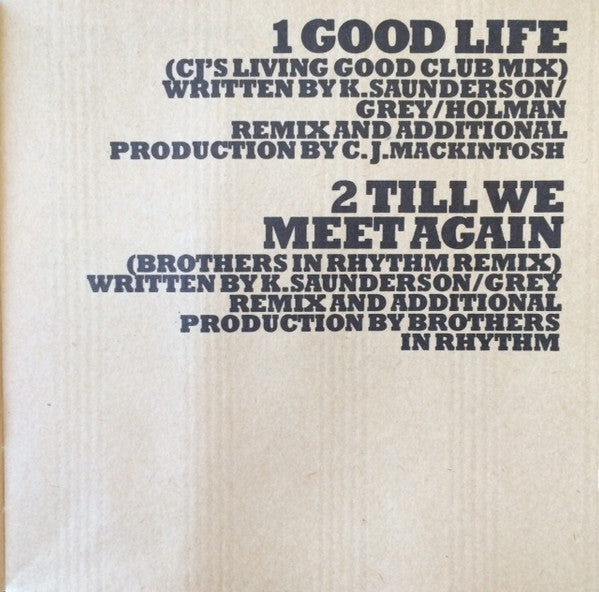 1 GOOD LIFE
(CJ'S LIVING GOOD CLUB MIX)
WRITTEN BY K.SAUNDERSON/
GREY/HOLMAN
REMIX AND ADDITIONAL
PRODUCTION BY C.J.MACKINTOSH
2 TILL WE
MEET AGAIN
(BROTHERS IN RHYTHM REMIX)
WRITTEN BY K.SAUNDERSON/GREY
REMIX AND ADDITIONAL
PRODUCTION BY BROTHERS
IN RHYTHM